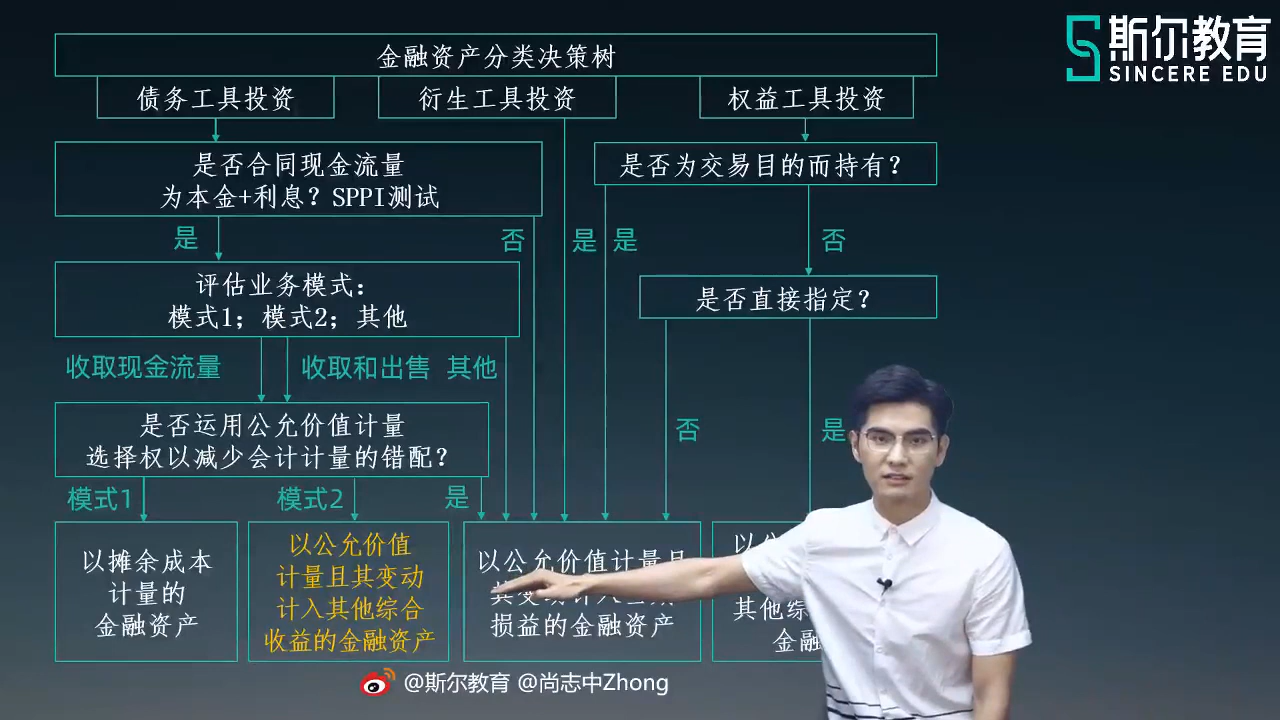 斯尔教育
SINCERE EDU
金融资产分类决策树
债务工具投资
衍生工具投资
权益工具投资
是否合同现金流量
为本金+利息？SPPI测试
是否为交易目的而持有？
是
否
是
是
否
评估业务模式：
模式1；模式2；其他
是否直接指定？
收取现金流量
收取和出售
其他
是否运用公允价值计量
选择权以减少会计计量的错配？
否
是
模式1
模式2
是
以摊余成本
计量的
金融资产
以公允价值
计量且其变动
计入其他综合
收益的金融资产
以公允价值计量且
其变动计入
损益的金融资产
以公
其他综
金融
@斯尔教育 @尚志中Zhong